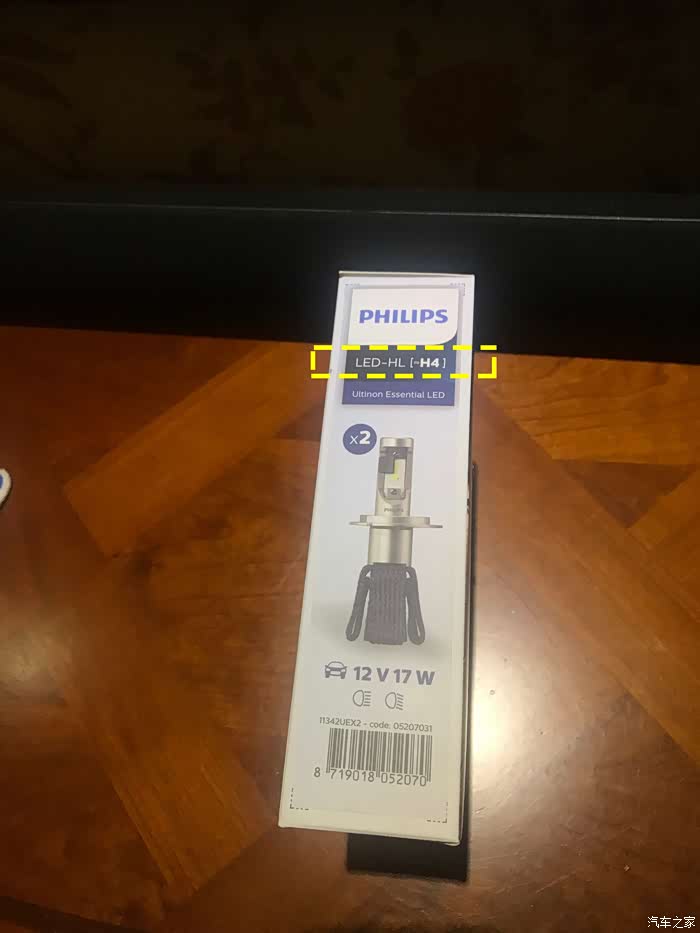 PHILIPS
LED-HL [≈H4]
Ultinon Essential LED
x2
PHILIPS
12 V 17 W
11342UEX2 - code: 05207031
8 719018 052070
汽车之家